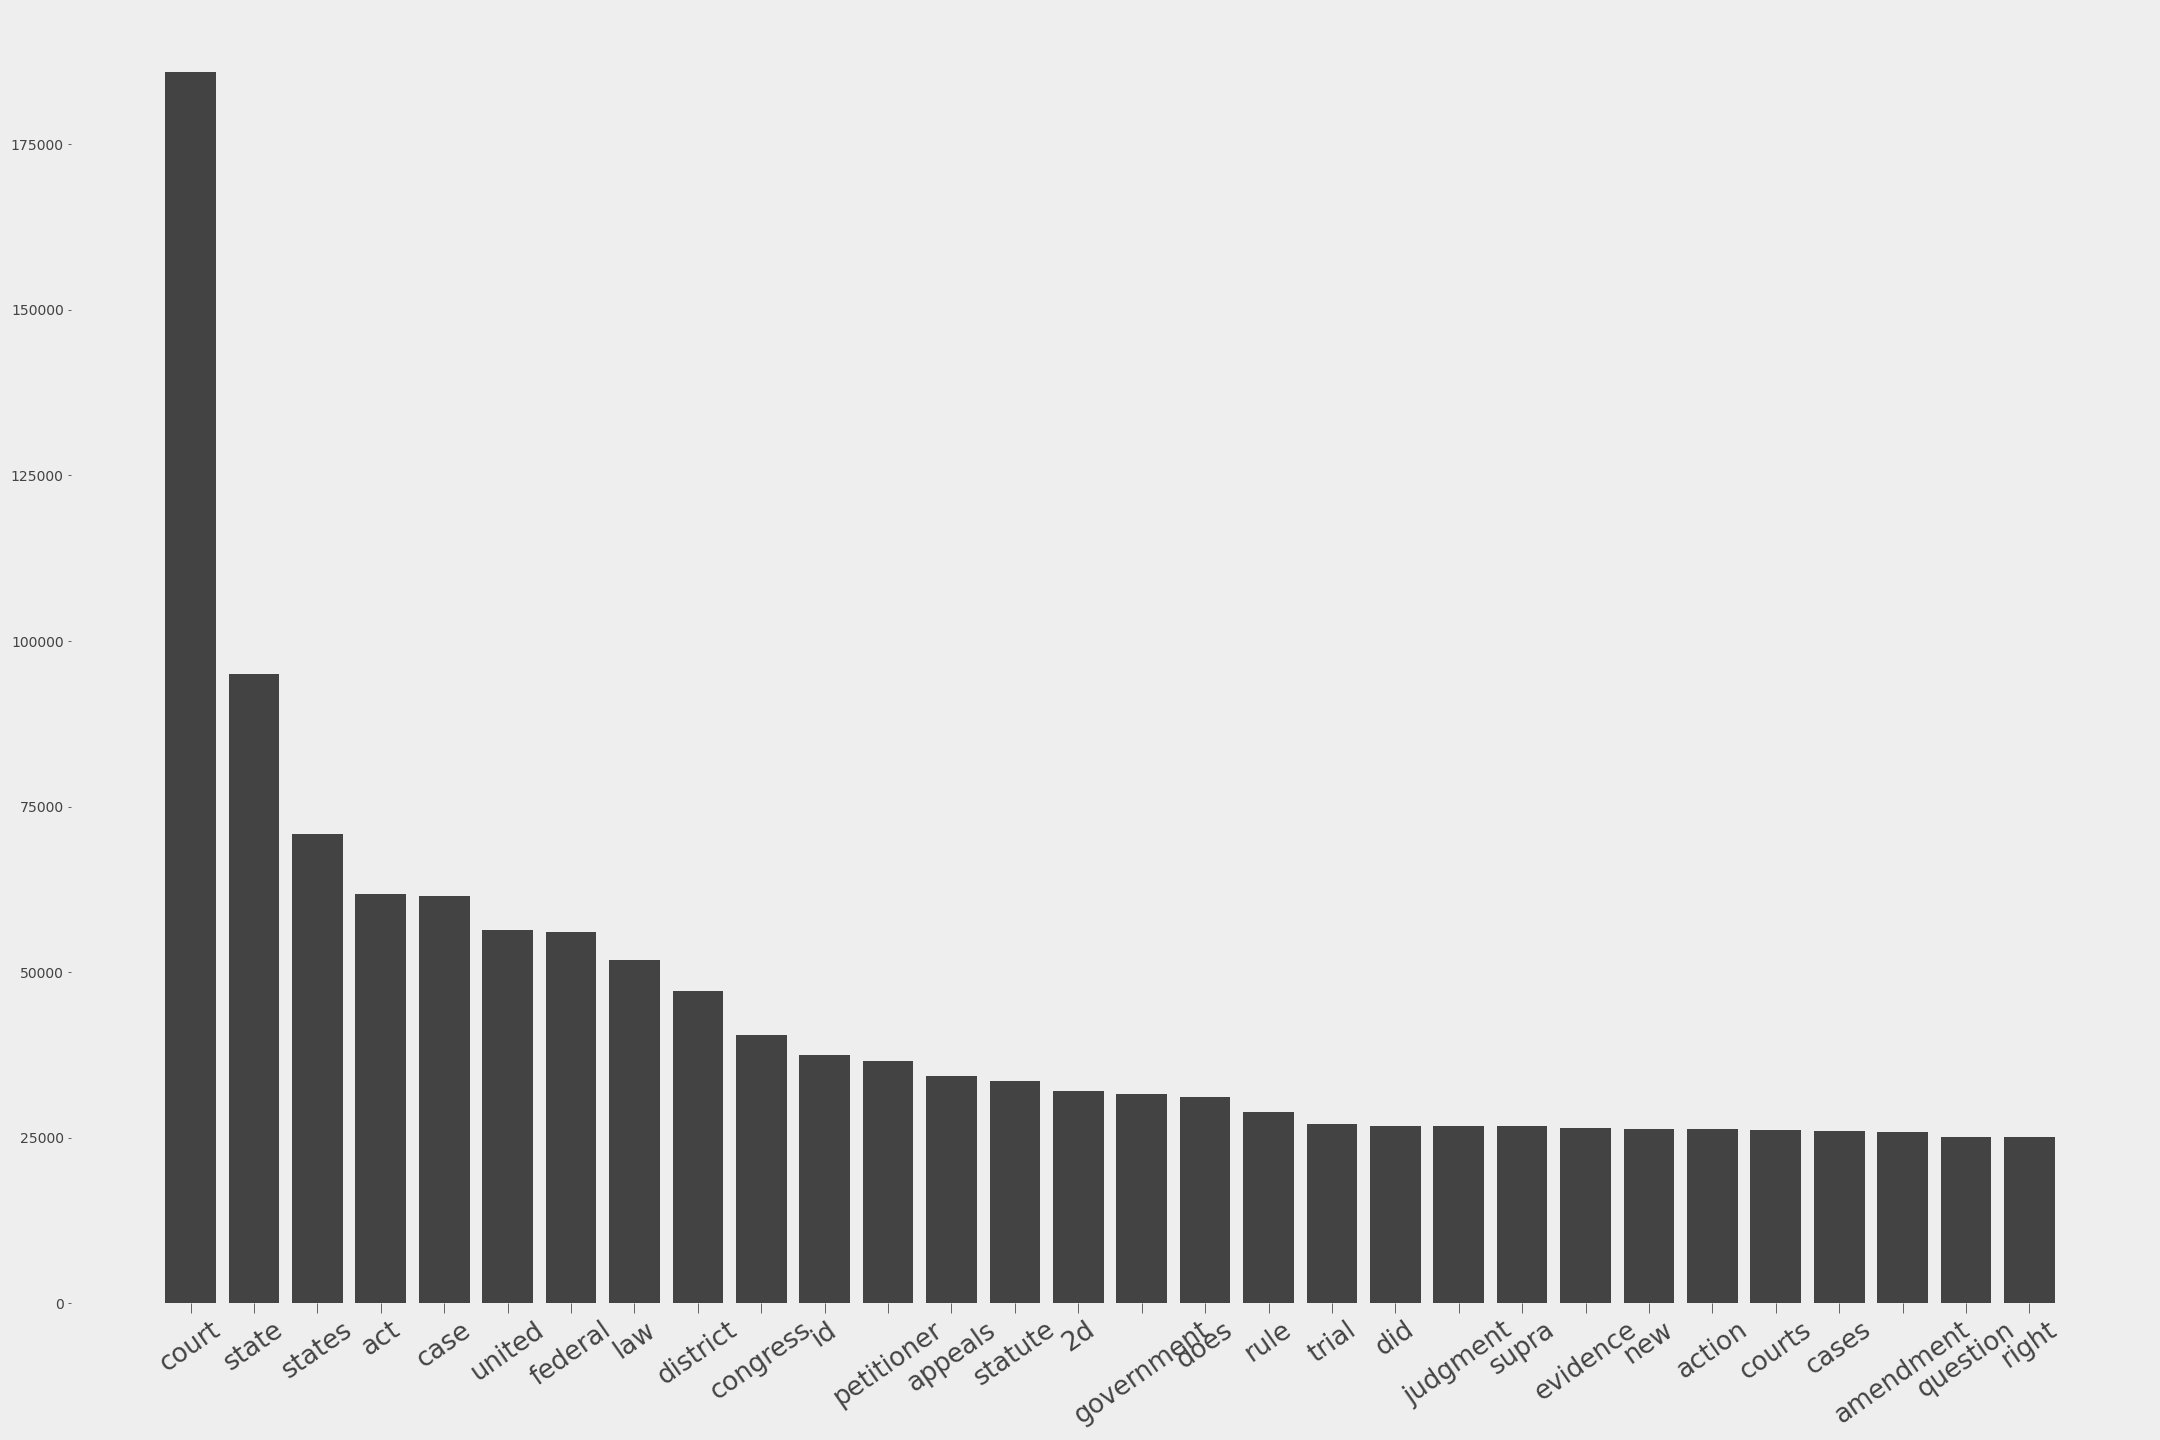 175000
150000
125000
100000
75000
50000
25000
0
court
state
states
act
case
united
federal
law
district
congress
id
petitioner
appeals
statute
2d
government
does
rule
trial
did
judgment
supra
evidence
new
action
courts
cases
amendment
question
right